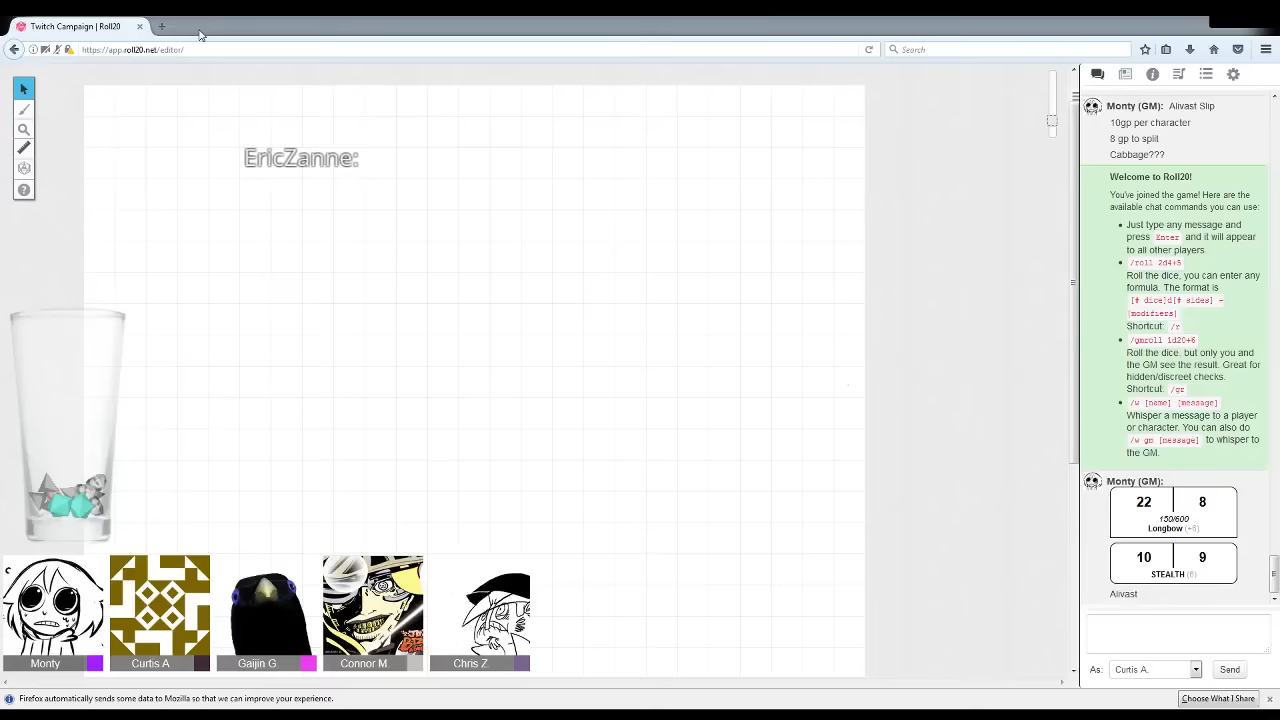 Twitch Campaign | Roll20
https://app.roll20.net/editor/
Search
EricZanne:
Monty (GM): Alivast Slip
10gp per character
8 gp to split
Cabbage???
Welcome to Roll20!
You've joined the game! Here are the
available chat commands you can use:
Just type any message and
press Enter and it will appear
to all other players
/roll 2d4+5
Roll the dice, you can enter any
formula. The format is
[# dice]d[# sides] +
[modifiers]
Shortcut: /r
/gmroll 1d20+6
Roll the dice, but only you and
the GM see the result. Great for
hidden/discreet checks.
Shortcut: /gr
/w [name] [message]
Whisper a message to a player
or character. You can also do
/w gm [message] to whisper to
the GM.
Monty (GM):
22 8
150/600
Longbow (+6)
10 9
STEALTH (6)
Alivast
As: Curtis A. Send
Monty Curtis A Gaijin G Connor M. Chris Z.
Firefox automatically sends some data to Mozilla so that we can improve your experience.
Choose What I Share